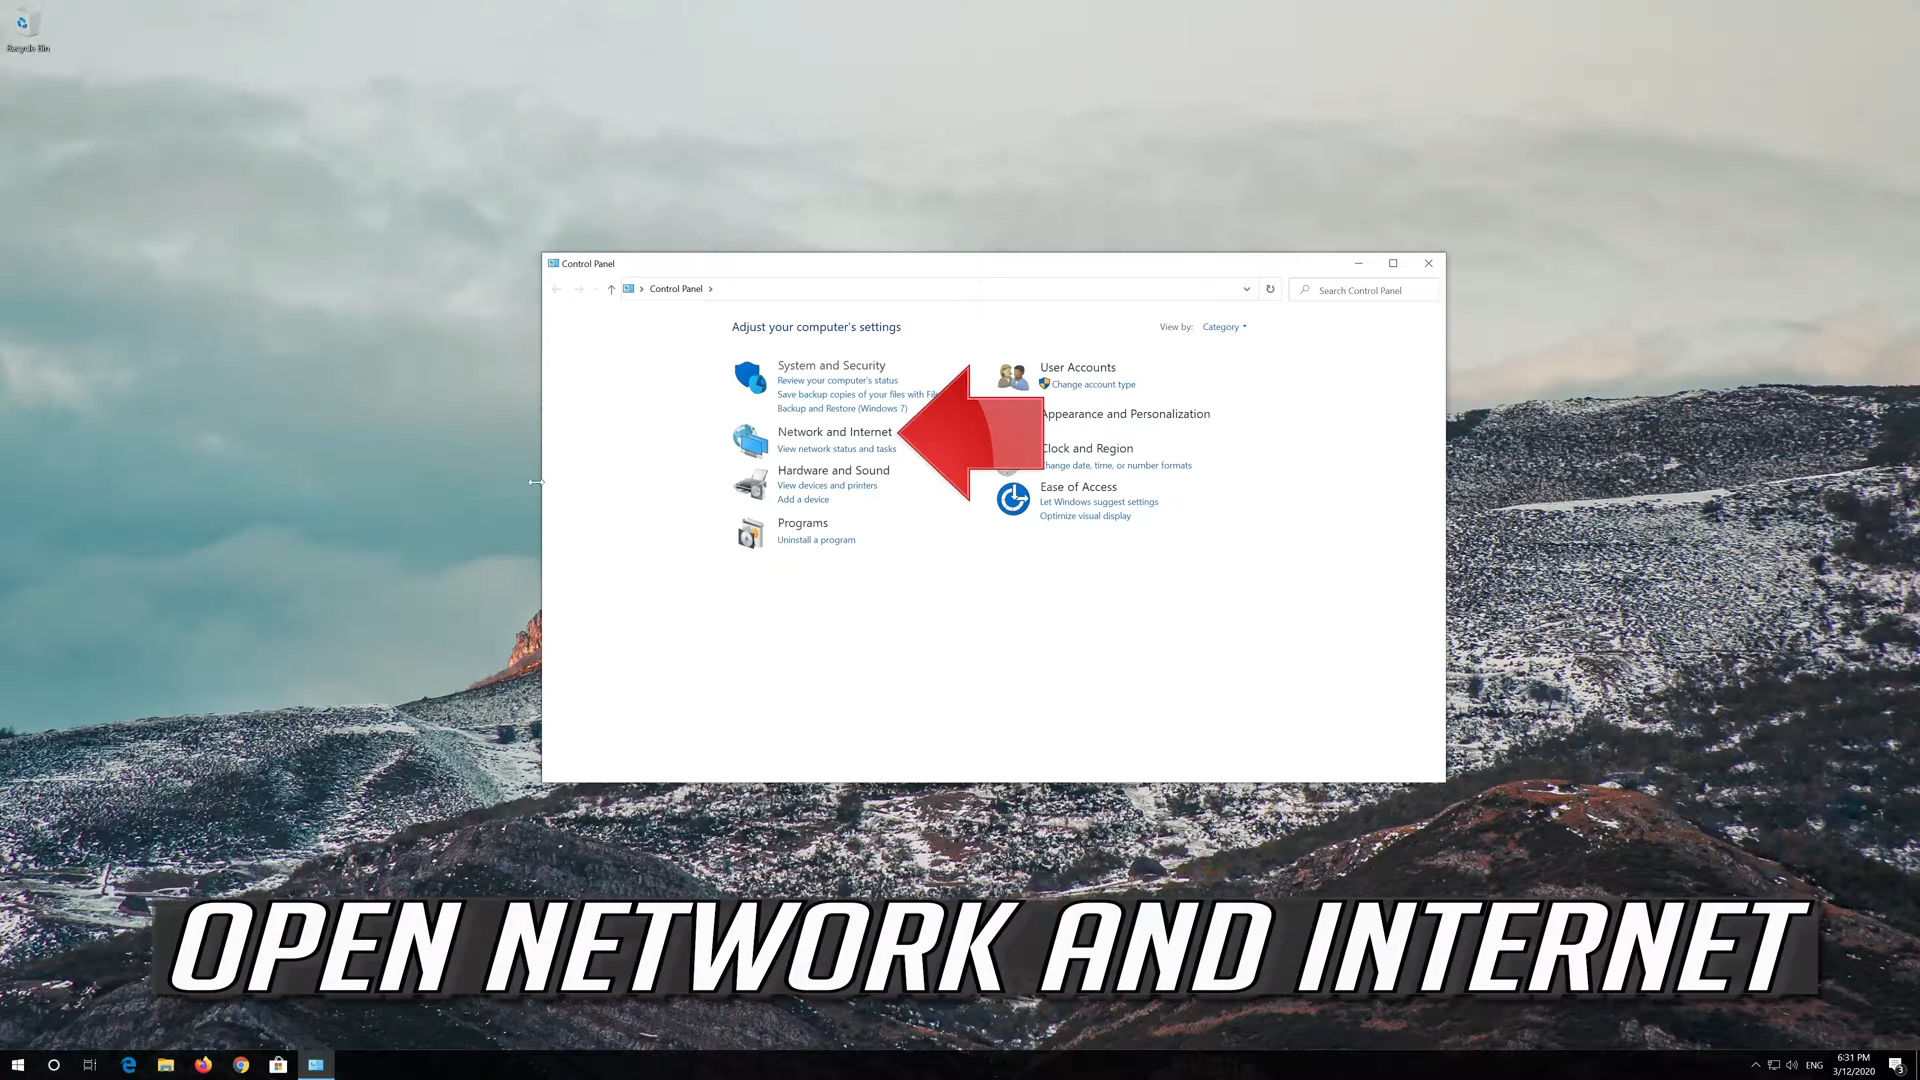 Recycle Bin
Control Panel
Control Panel
Search Control Panel
Adjust your computer's settings
View by: Category
System and Security
Review your computer's status
Save backup copies of your files with
Backup and Restore (Windows 7)
Network and Internet
View network status and tasks
Hardware and Sound
View devices and printers
Add a device
Programs
Uninstall a program
User Accounts
Change account type
Appearance and Personalization
Clock and Region
Change date, time, or number formats
Ease of Access
Let Windows suggest settings
Optimize visual display
OPEN NETWORK AND INTERNET
ENG
6:31 PM
3/12/2020
3